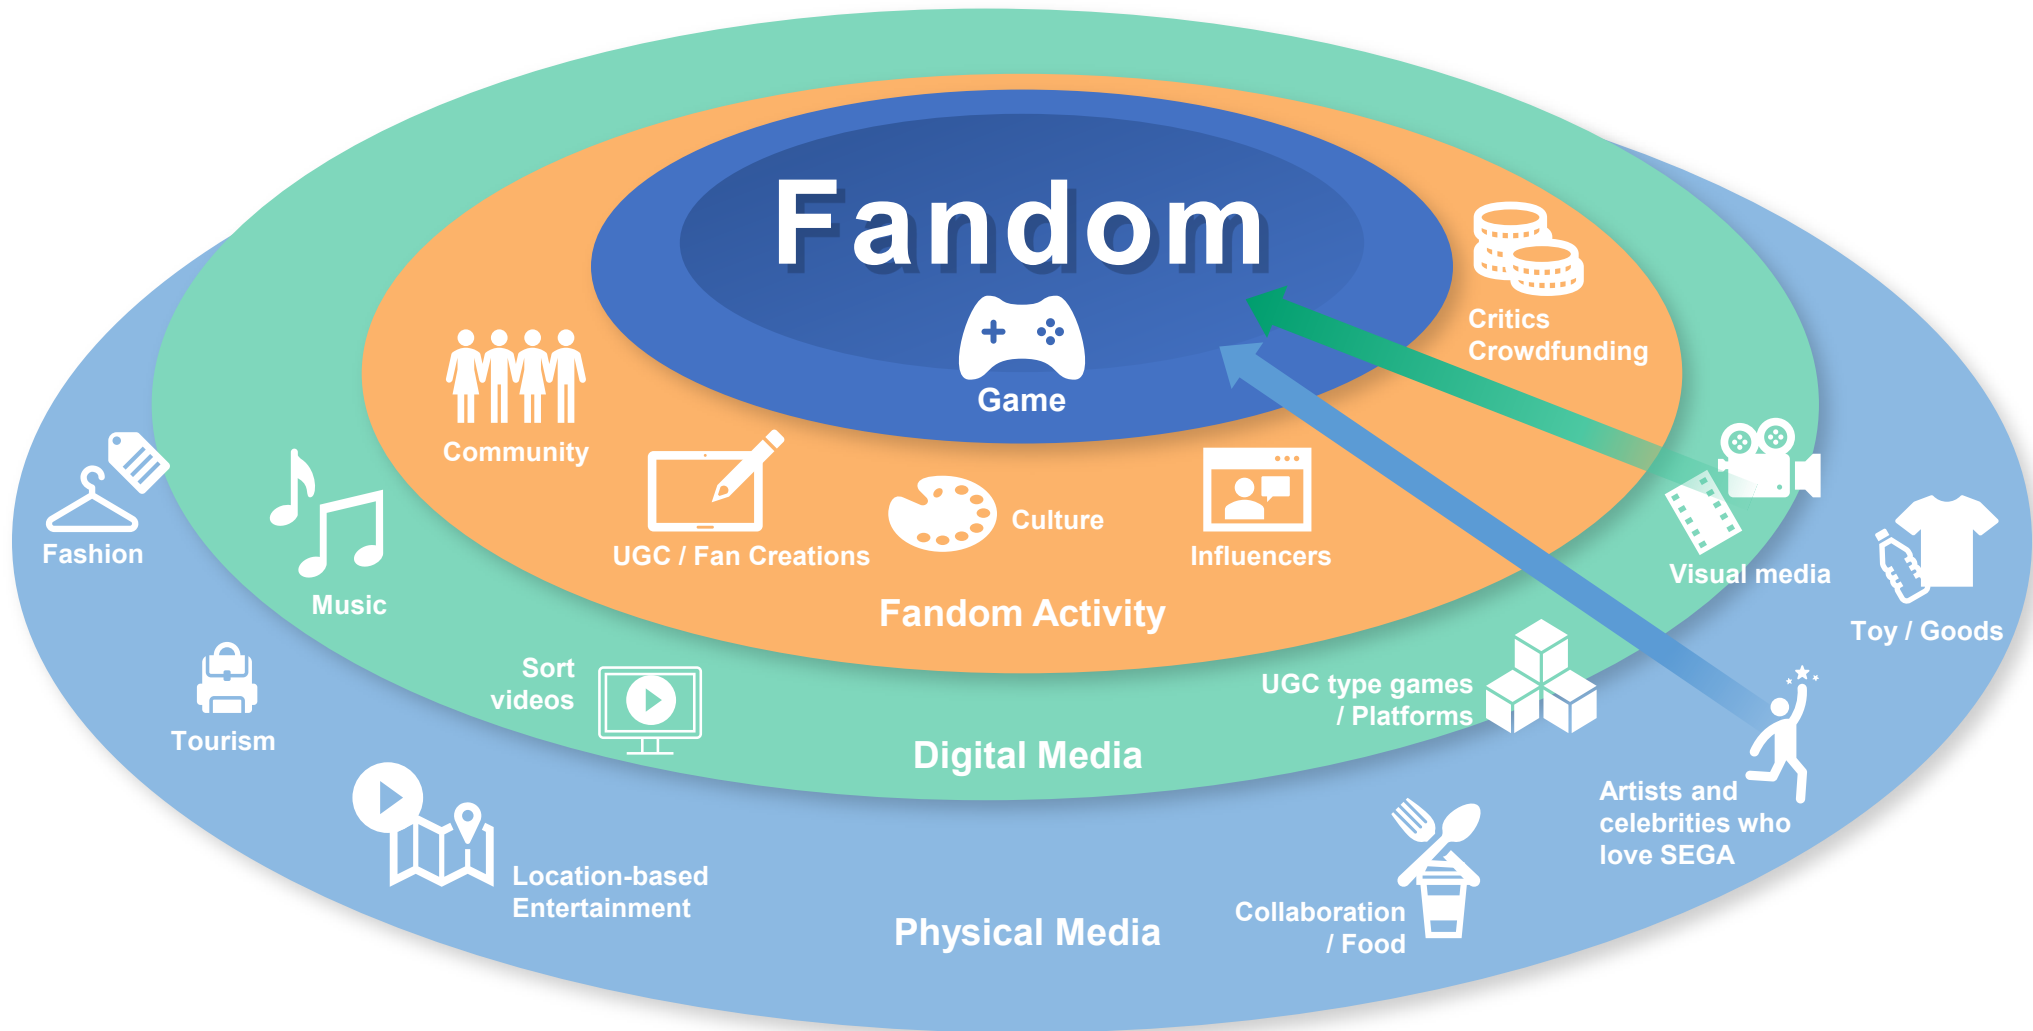 Fandom
Game
Critics
Crowdfunding
Community
UGC / Fan Creations
Culture
Influencers
Fandom Activity
Music
Visual media
Sort
videos
UGC type games
/ Platforms
Digital Media
Fashion
Toy / Goods
Tourism
Location-based
Entertainment
Artists and
celebrities who
love SEGA
Collaboration
/ Food
Physical Media